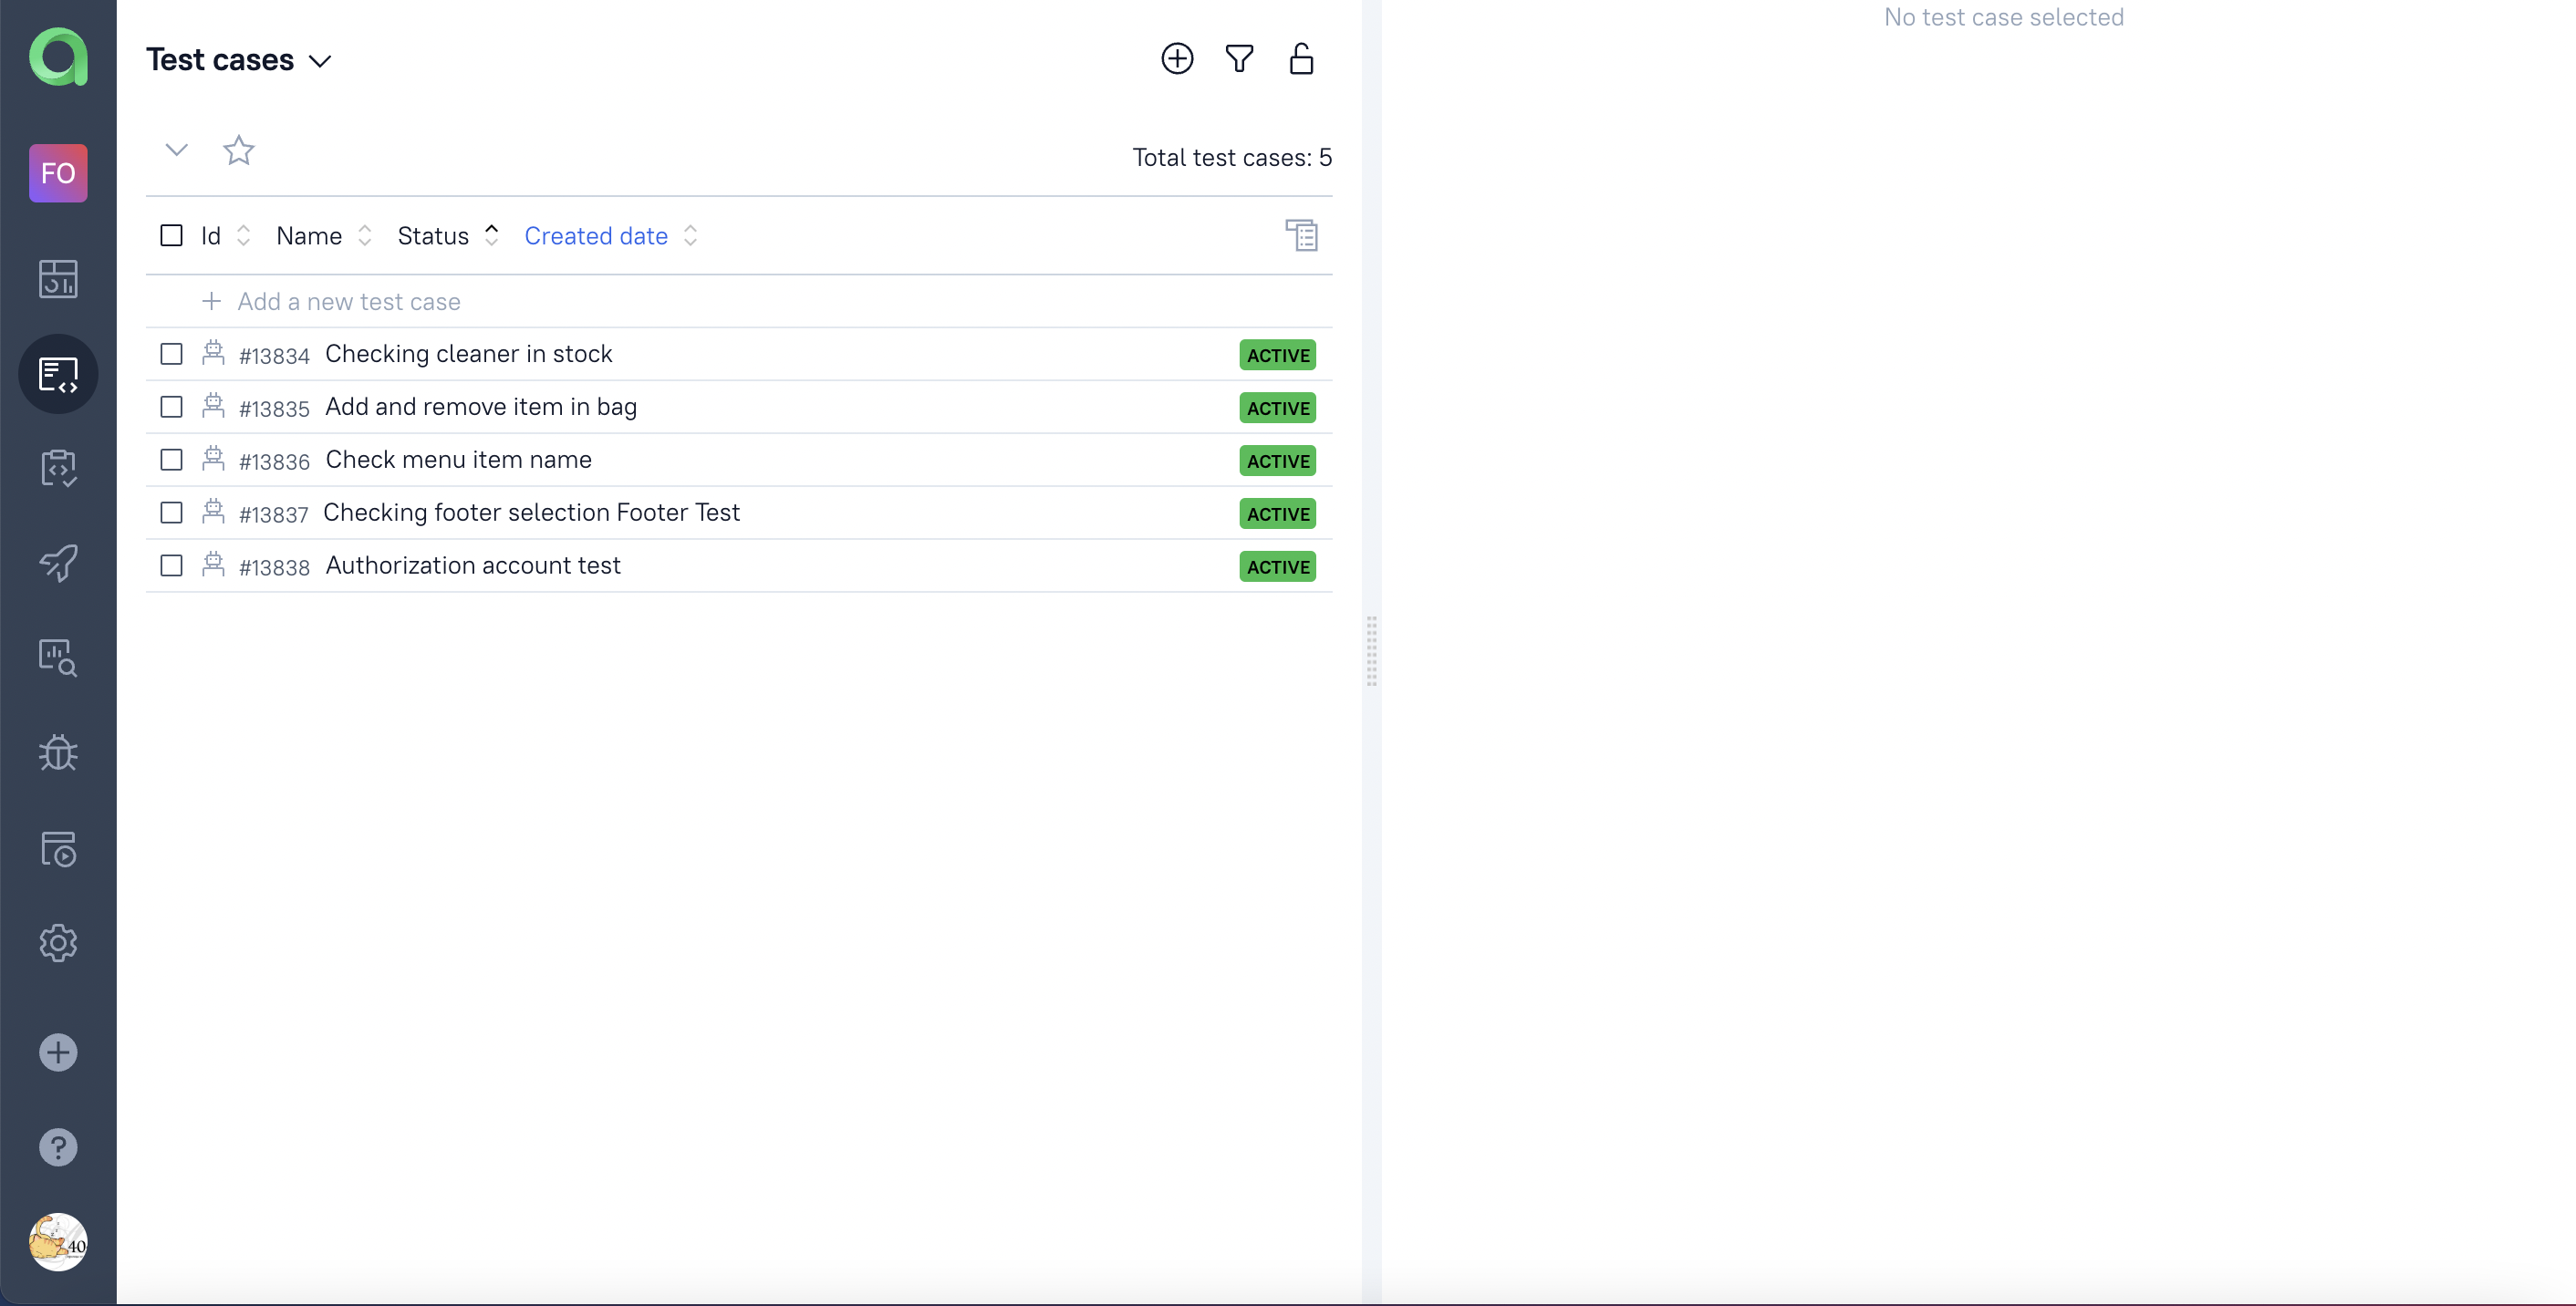 No test case selected
Test cases
FO
Total test cases: 5
Id Name Status Created date
Add a new test case
#13834 Checking cleaner in stock ACTIVE
#13835 Add and remove item in bag ACTIVE
#13836 Check menu item name ACTIVE
#13837 Checking footer selection Footer Test ACTIVE
#13838 Authorization account test ACTIVE
40